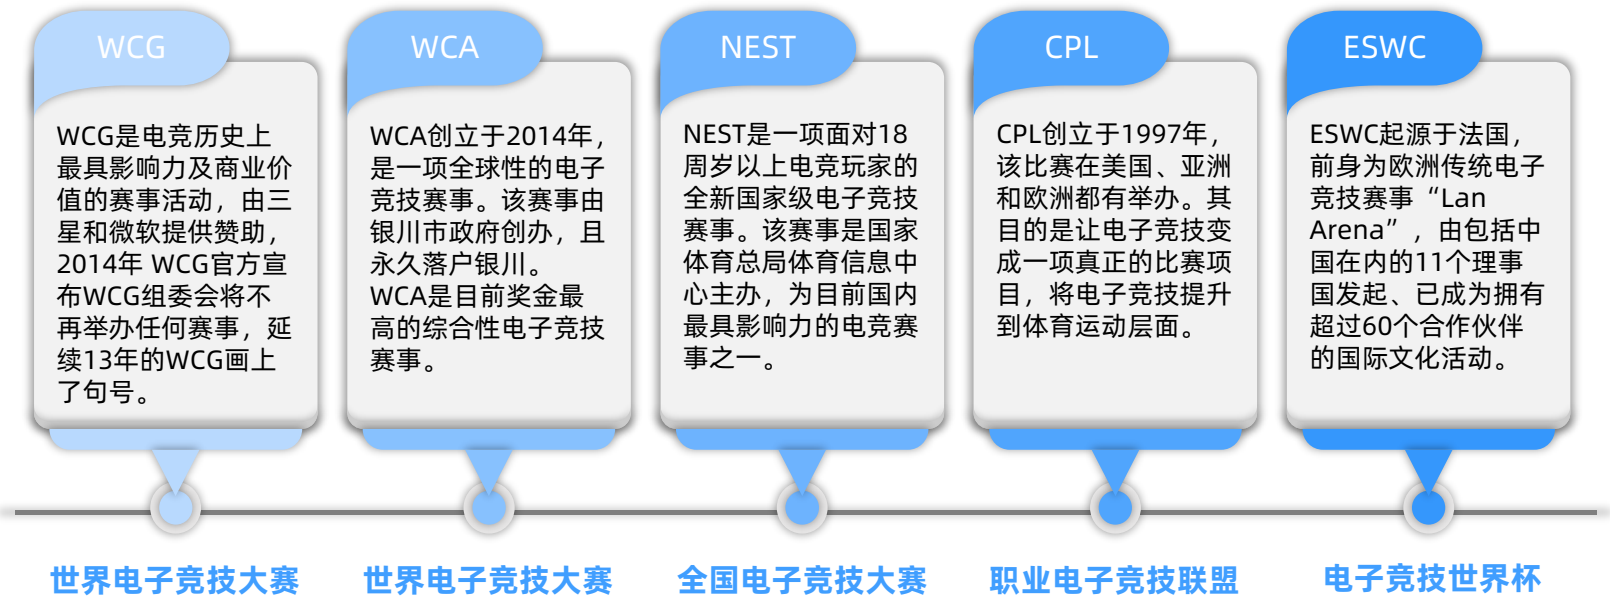 WCG
WCG是电竞历史上
最具影响力及商业价
值的赛事活动，由三
星和微软提供赞助，
2014年 WCG官方宣
布WCG组委会将不
再举办任何赛事，延
续13年的WCG画上
了句号。
世界电子竞技大赛
WCA
WCA创立于2014年，
是一项全球性的电子
竞技赛事。该赛事由
银川市政府创办，且
永久落户银川。
WCA是目前奖金最
高的综合性电子竞技
赛事。
世界电子竞技大赛
NEST
NEST是一项面对18
周岁以上电竞玩家的
全新国家级电子竞技
赛事。该赛事是国家
体育总局体育信息中
心主办，为目前国内
最具影响力的电竞赛
事之一。
全国电子竞技大赛
CPL
CPL创立于1997年，
该比赛在美国、亚洲
和欧洲都有举办。其
目的是让电子竞技变
成一项真正的比赛项
目，将电子竞技提升
到体育运动层面。
职业电子竞技联盟
ESWC
ESWC起源于法国，
前身为欧洲传统电子
竞技赛事“Lan
Arena”，由包括中
国在内的11个理事
国发起、已成为拥有
超过60个合作伙伴
的国际文化活动。
电子竞技世界杯